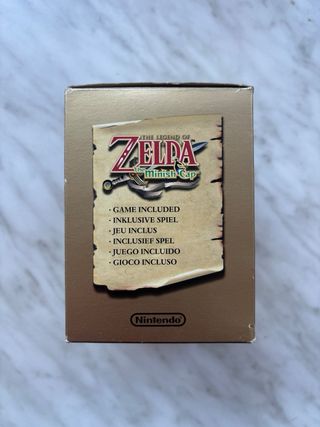 THE LEGEND OF
ZELDA
The Minish Cap
· GAME INCLUDED
· INKLUSIVE SPIEL
· JEU INCLUS
· INCLUSIEF SPEL
· JUEGO INCLUIDO
· GIOCO INCLUSO
Nintendo